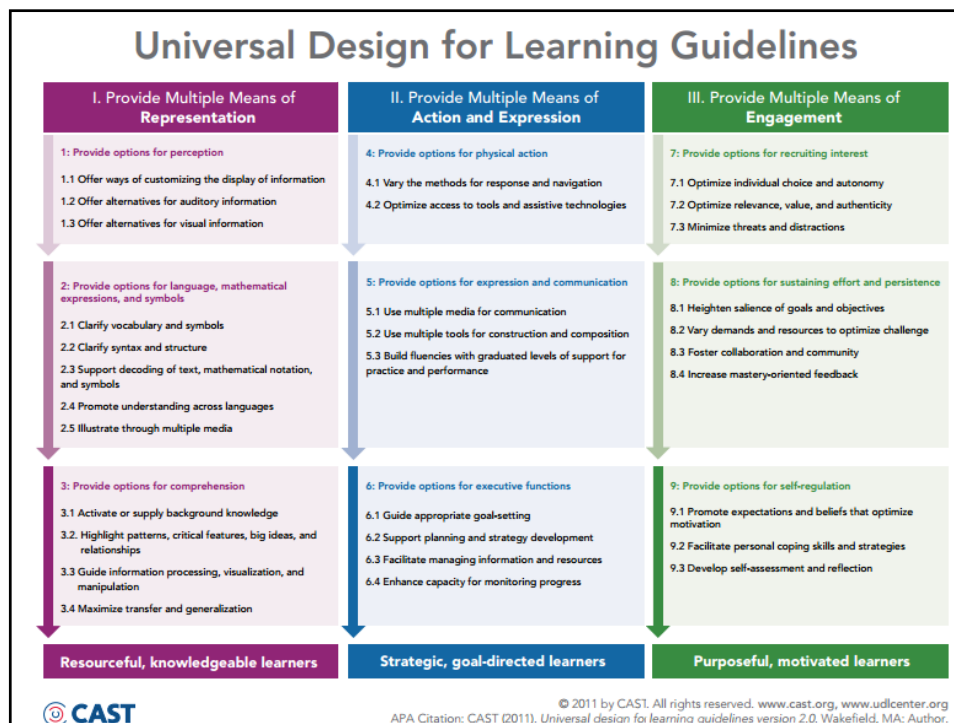 Universal Design for Learning Guidelines
I. Provide Multiple Means of
Representation
1: Provide options for perception
1.1 Offer ways of customizing the display of information
1.2 Offer alternatives for auditory information
1.3 Offer alternatives for visual information
2: Provide options for language, mathematical
expressions, and symbols
2.1 Clarify vocabulary and symbols
2.2 Clarify syntax and structure
2.3 Support decoding of text, mathematical notation,
and symbols
2.4 Promote understanding across languages
2.5 Illustrate through multiple media
3: Provide options for comprehension
3.1 Activate or supply background knowledge
3.2. Highlight patterns, critical features, big ideas, and
relationships
3.3 Guide information processing, visualization, and
manipulation
3.4 Maximize transfer and generalization
Resourceful, knowledgeable learners
II. Provide Multiple Means of
Action and Expression
4: Provide options for physical action
4.1 Vary the methods for response and navigation
4.2 Optimize access to tools and assistive technologies
5: Provide options for expression and communication
5.1 Use multiple media for communication
5.2 Use multiple tools for construction and composition
5.3 Build fluencies with graduated levels of support for
practice and performance
6: Provide options for executive functions
6.1 Guide appropriate goal-setting
6.2 Support planning and strategy development
6.3 Facilitate managing information and resources
6.4 Enhance capacity for monitoring progress
Strategic, goal-directed learners
III. Provide Multiple Means of
Engagement
7: Provide options for recruiting interest
7.1 Optimize individual choice and autonomy
7.2 Optimize relevance, value, and authenticity
7.3 Minimize threats and distractions
8: Provide options for sustaining effort and persistence
8.1 Heighten salience of goals and objectives
8.2 Vary demands and resources to optimize challenge
8.3 Foster collaboration and community
8.4 Increase mastery-oriented feedback
9: Provide options for self-regulation
9.1 Promote expectations and beliefs that optimize
motivation
9.2 Facilitate personal coping skills and strategies
9.3 Develop self-assessment and reflection
Purposeful, motivated learners
CAST
© 2011 by CAST. All rights reserved. www.cast.org, www.udlcenter.org
APA Citation: CAST (2011). Universal design for learning guidelines version 2.0. Wakefield, MA: Author.